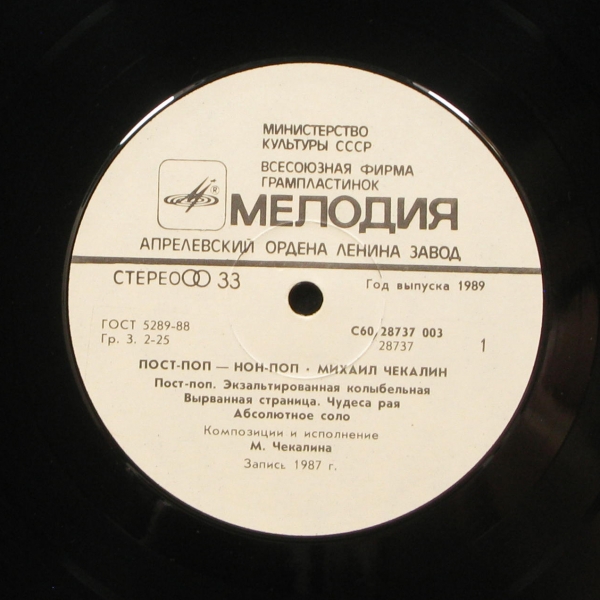 МИНИСТЕРСТВО
КУЛЬТУРЫ СССР
ВСЕСОЮЗНАЯ ФИРМА
ГРАМПЛАСТИНОК
®
МЕЛОДИЯ
АПРЕЛЕВСКИЙ ОРДЕНА ЛЕНИНА ЗАВОД
СТЕРЕО 33
Год выпуска 1989
ГОСТ 5289-88
Гр. 3. 2-25
С60 28737 003
28737
1
ПОСТ-ПОП — НОН-ПОП · МИХАИЛ ЧЕКАЛИН
Пост-поп. Экзальтированная колыбельная
Вырванная страница. Чудеса рая
Абсолютное соло
Композиции и исполнение
М. Чекалина
Запись 1987 г.